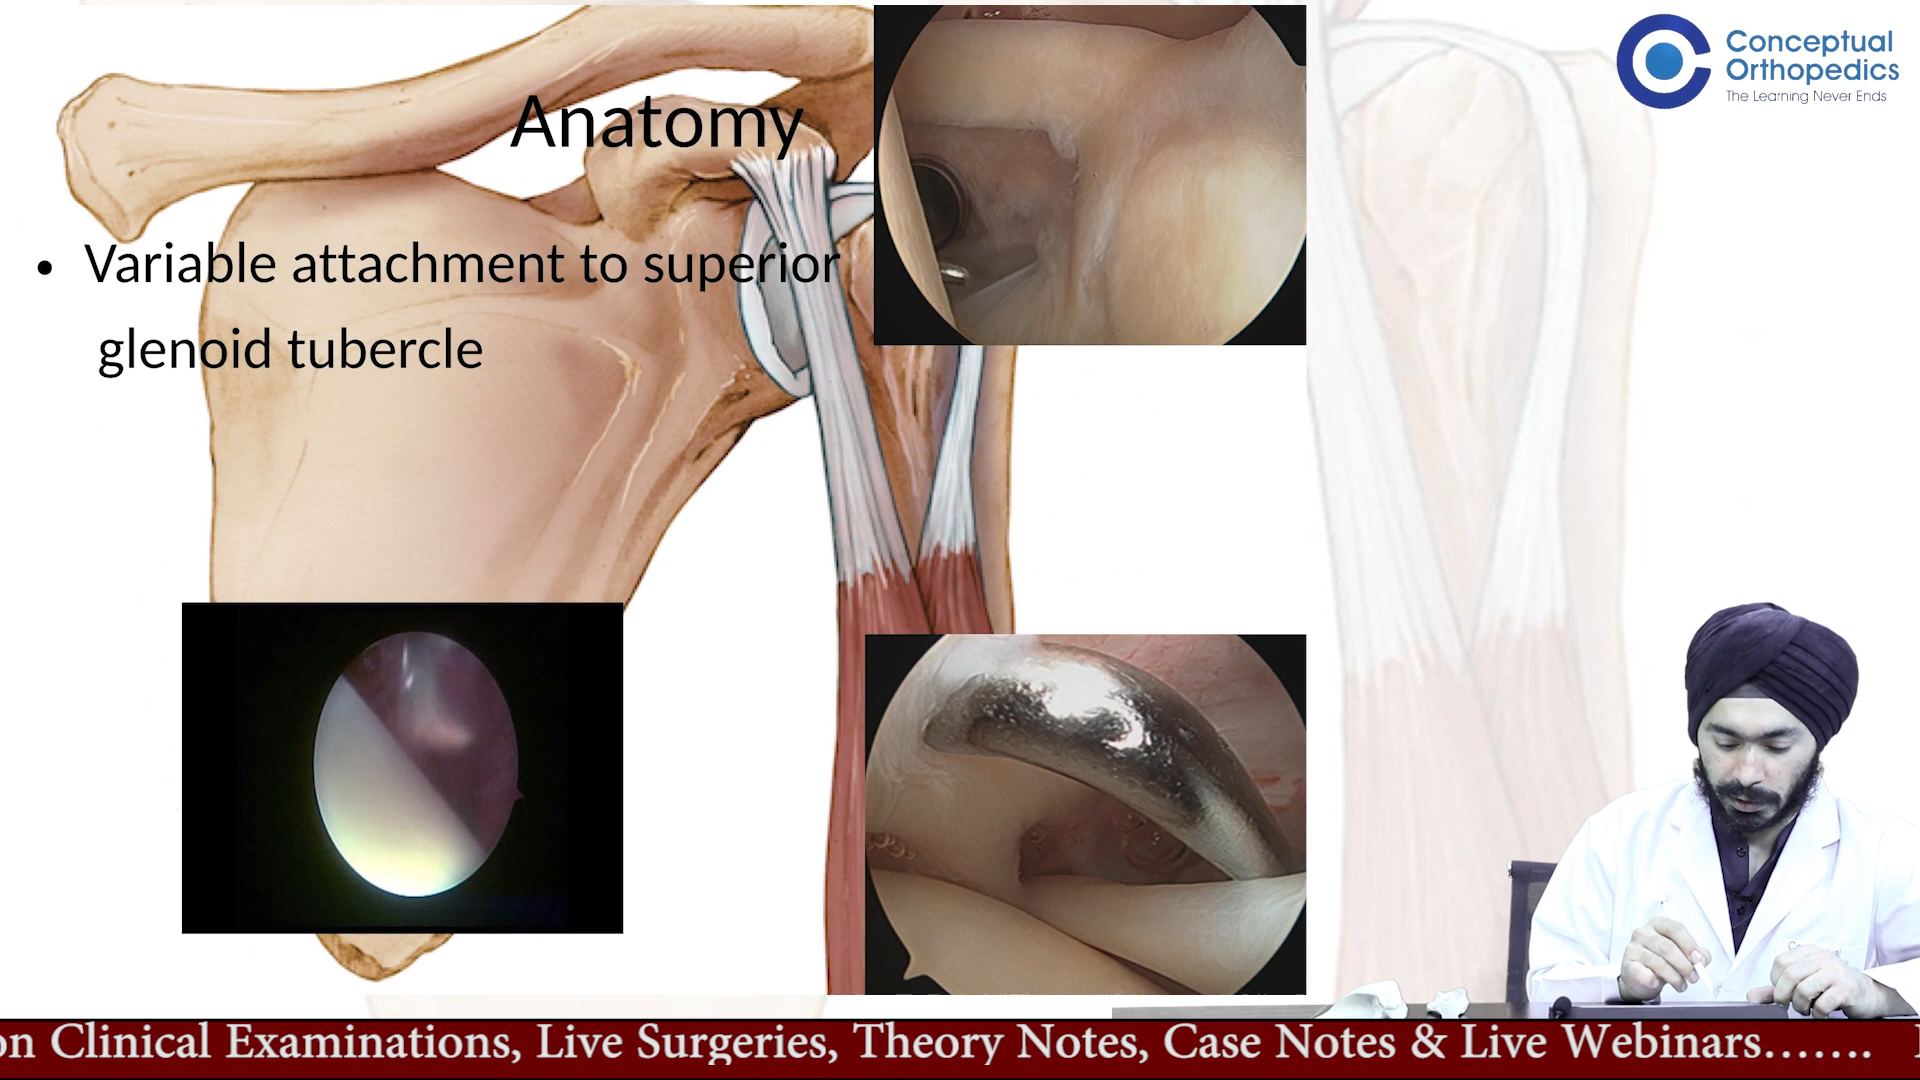 Conceptual
Orthopedics
The Learning Never Ends
Anatomy
• Variable attachment to superior
glenoid tubercle
on Clinical Examinations, Live Surgeries, Theory Notes, Case Notes & Live Webinars…….